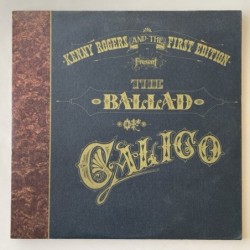 KENNY ROGERS AND THE FIRST EDITION
Present
THE
BALLAD
OF
CALICO